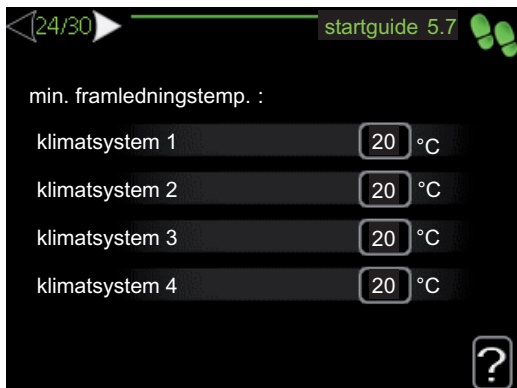 24/30 startguide 5.7
min. framledningstemp. :
klimatsystem 1 20 °C
klimatsystem 2 20 °C
klimatsystem 3 20 °C
klimatsystem 4 20 °C
?